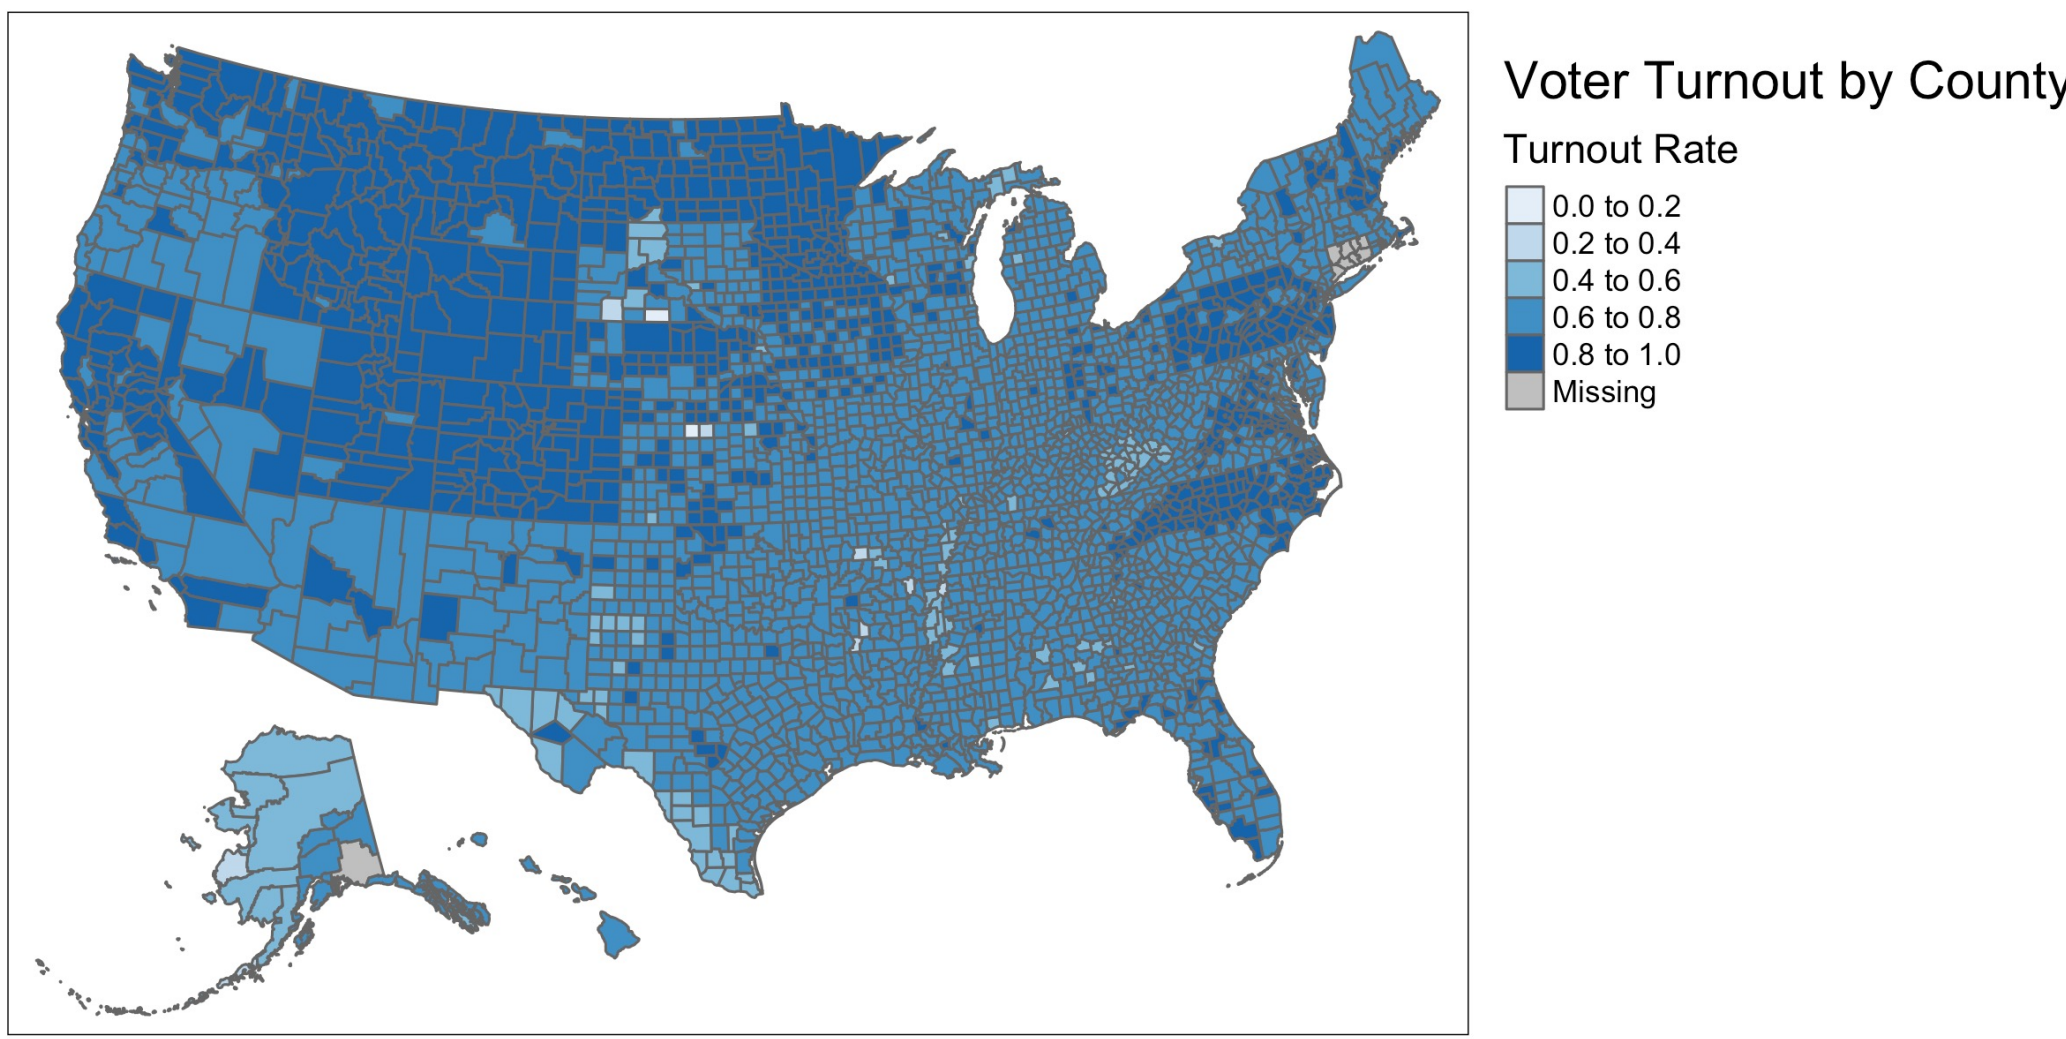 Voter Turnout by County
Turnout Rate
0.0 to 0.2
0.2 to 0.4
0.4 to 0.6
0.6 to 0.8
0.8 to 1.0
Missing